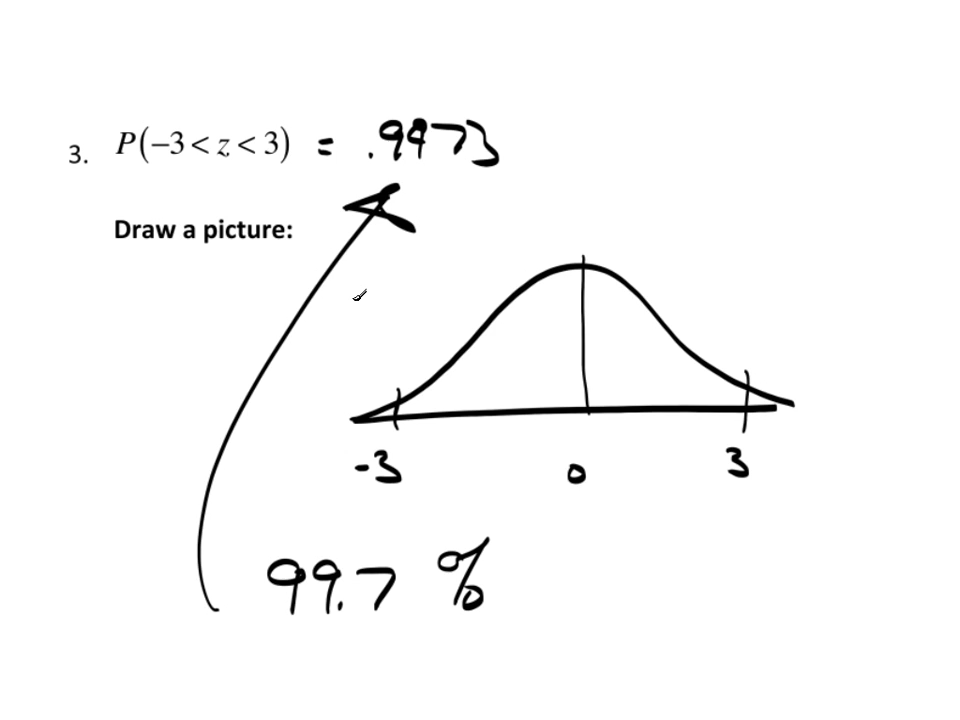 3. P(−3 < z < 3) = .9973
Draw a picture:
-3 0 3
99.7 %